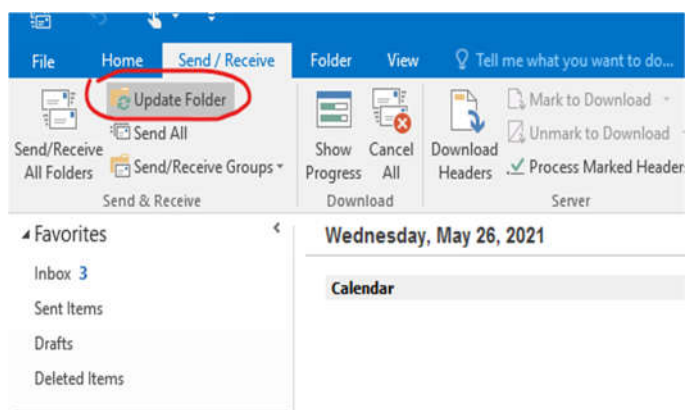 File Home Send / Receive Folder View Tell me what you want to do...
Update Folder
Send All
Send/Receive Groups
Send/Receive
All Folders
Send & Receive
Show
Progress
Cancel
All
Download
Download
Headers
Mark to Download
Unmark to Download
Process Marked Header
Server
Favorites
Inbox 3
Sent Items
Drafts
Deleted Items
Wednesday, May 26, 2021
Calendar